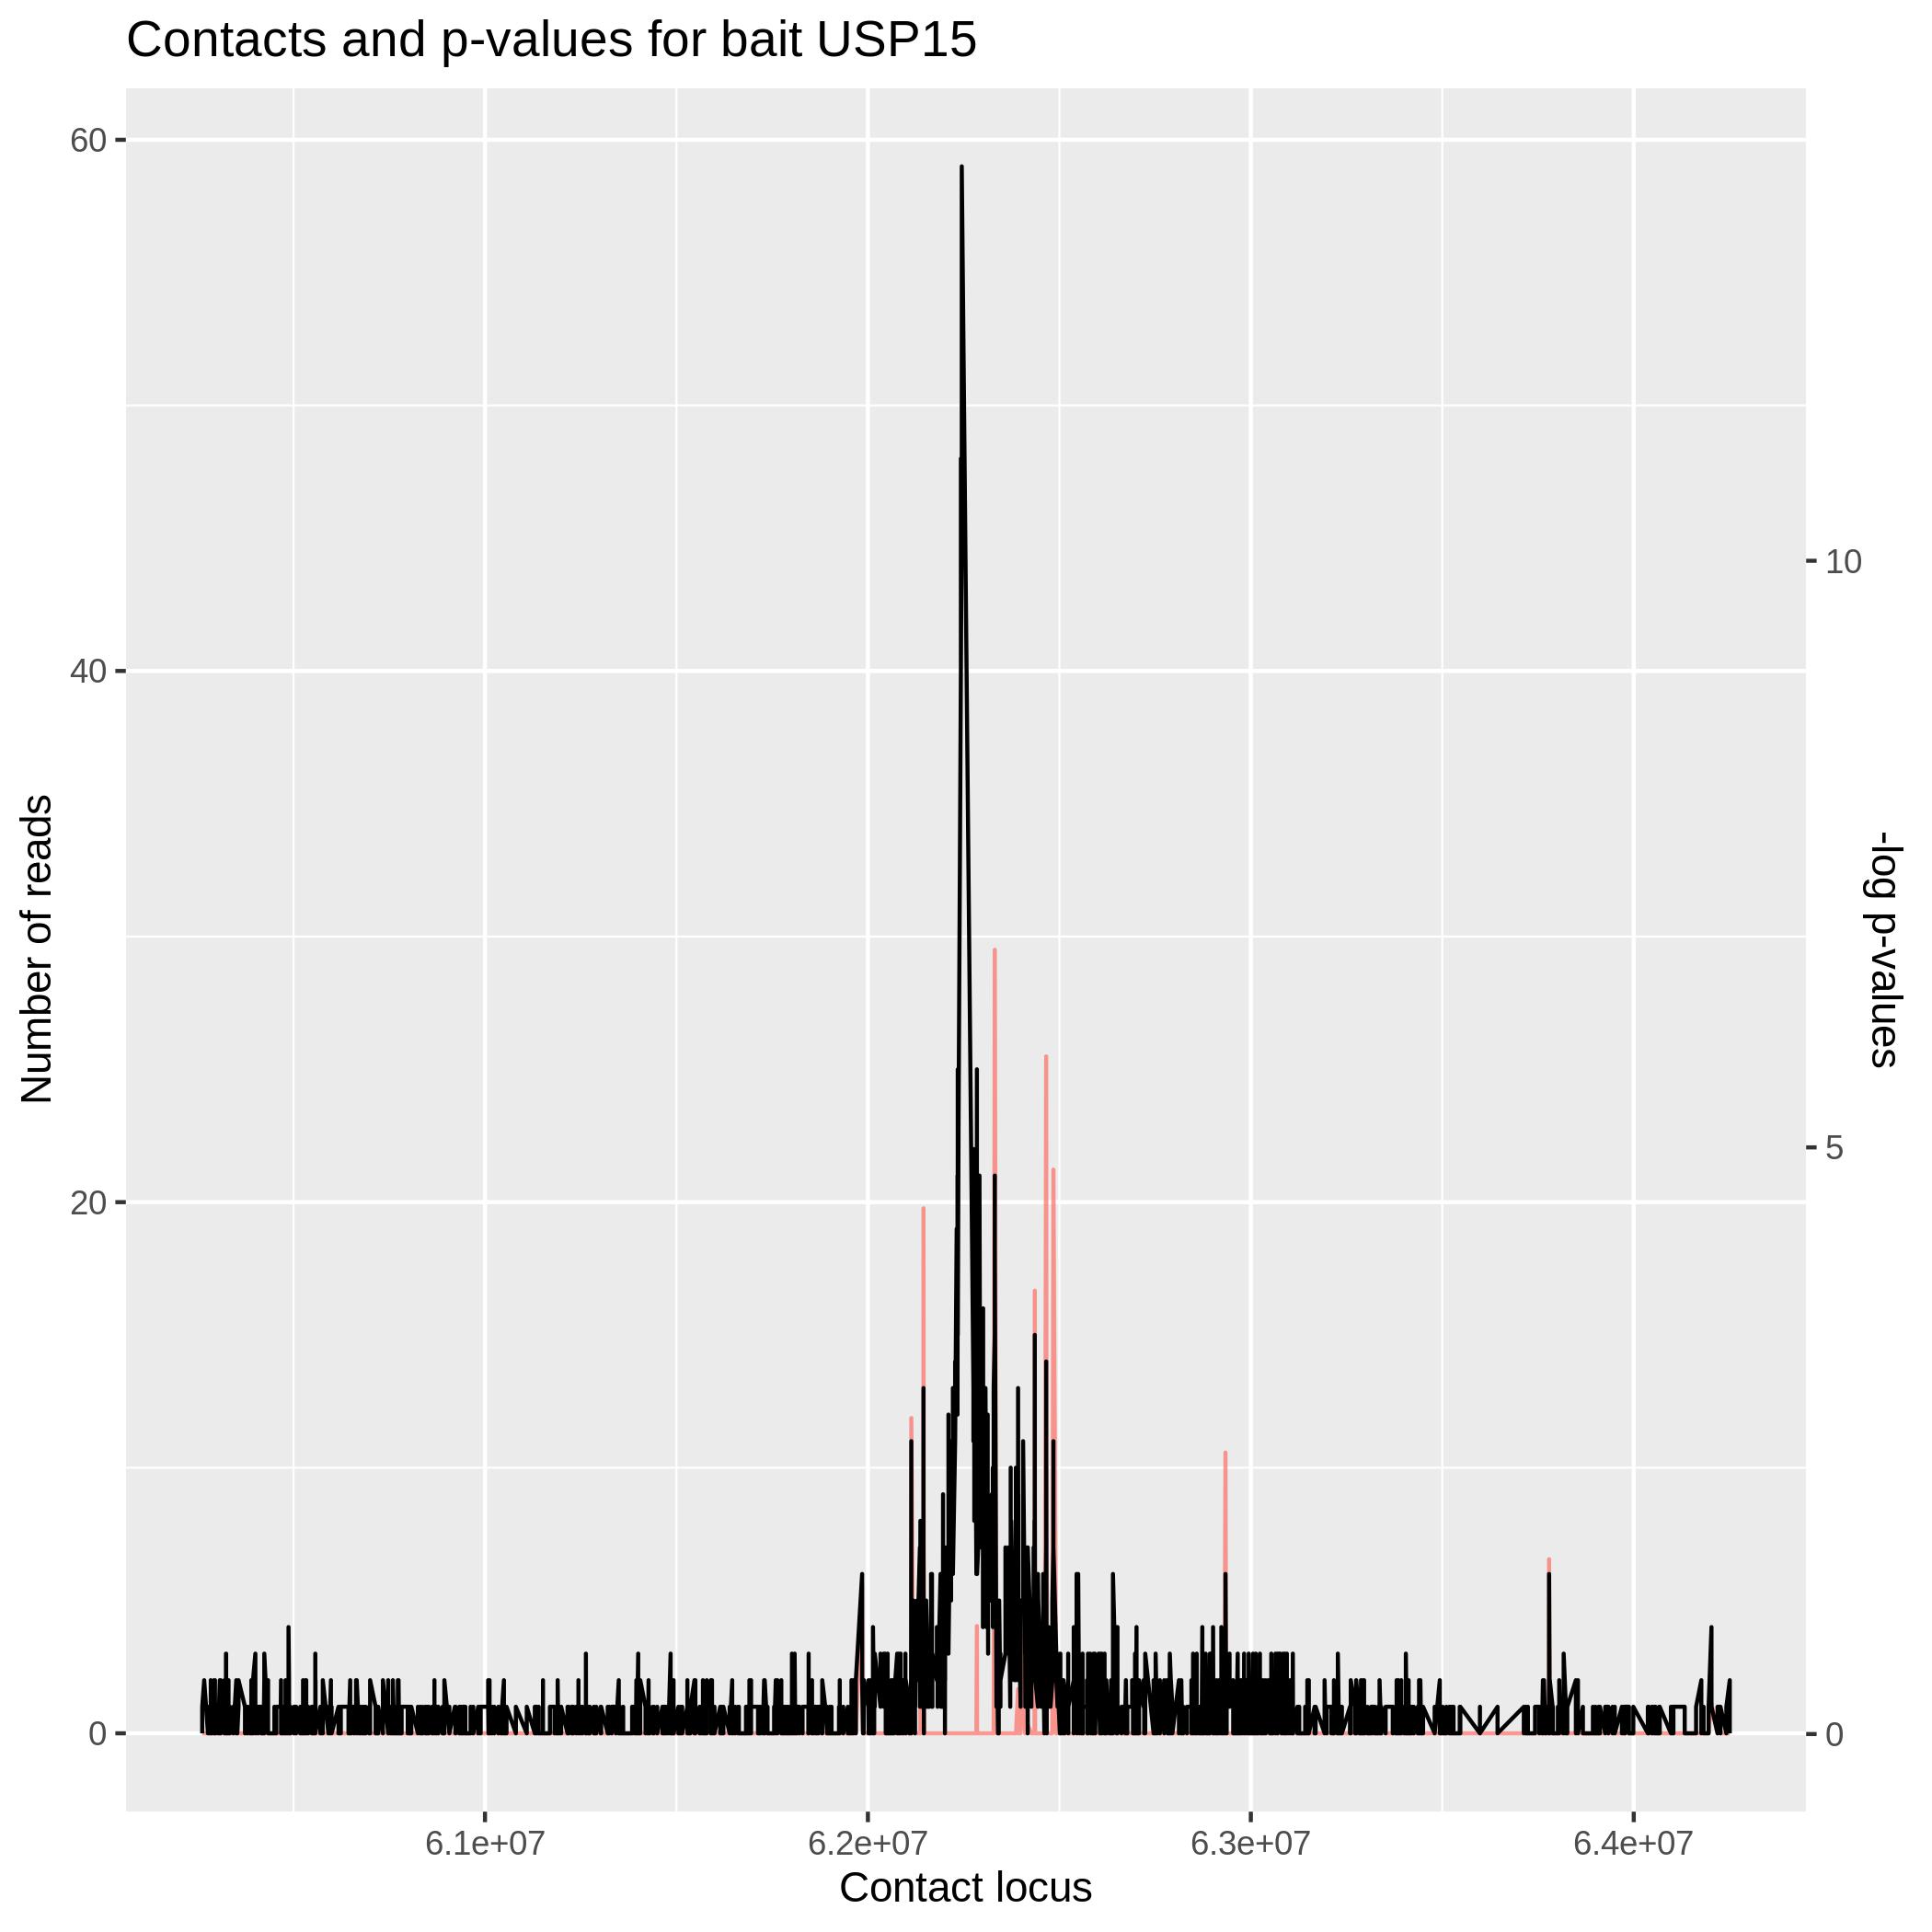 Contacts and p-values for bait USP15
60
40
20
0
Number of reads
10
5
0
-log p-values
6.1e+07
6.2e+07
6.3e+07
6.4e+07
Contact locus